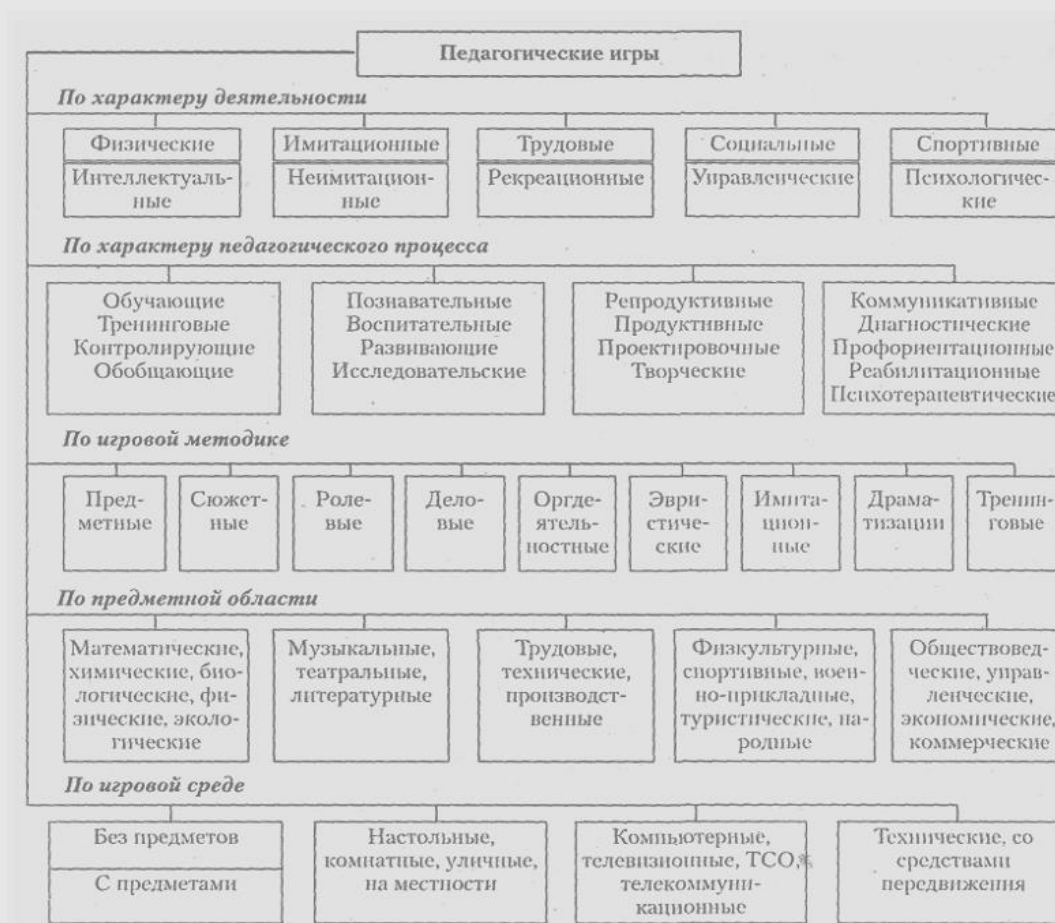 Педагогические игры
По характеру деятельности
Физические
Имитационные
Трудовые
Социальные
Спортивные
Интеллектуаль-
ные
Неимитацион-
ные
Рекреационные
Управленческие
Психологичес-
кие
По характеру педагогического процесса
Обучающие
Тренинговые
Контролирующие
Обобщающие
Познавательные
Воспитательные
Развивающие
Исследовательские
Репродуктивные
Продуктивные
Проектировочные
Творческие
Коммуникативные
Диагностические
Профориентационные
Реабилитационные
Психотерапевтические
По игровой методике
Пред-
метные
Сюжет-
ные
Роле-
вые
Дело-
вые
Оргде-
ятель-
ностные
Эври-
стиче-
ские
Имита-
цион-
ные
Драма-
тизации
Тренин-
говые
По предметной области
Математические,
химические, био-
логические, фи-
зические, эколо-
гические
Музыкальные,
театральные,
литературные
Трудовые,
технические,
производст-
венные
Физкультурные,
спортивные, воен-
но-прикладные,
туристические, на-
родные
Обществовед-
ческие, управ-
ленческие,
экономические,
коммерческие
По игровой среде
Без предметов
С предметами
Настольные,
комнатные, уличные,
на местности
Компьютерные,
телевизионные, ТСО,
телекоммуни-
кационные
Технические, со
средствами
передвижения